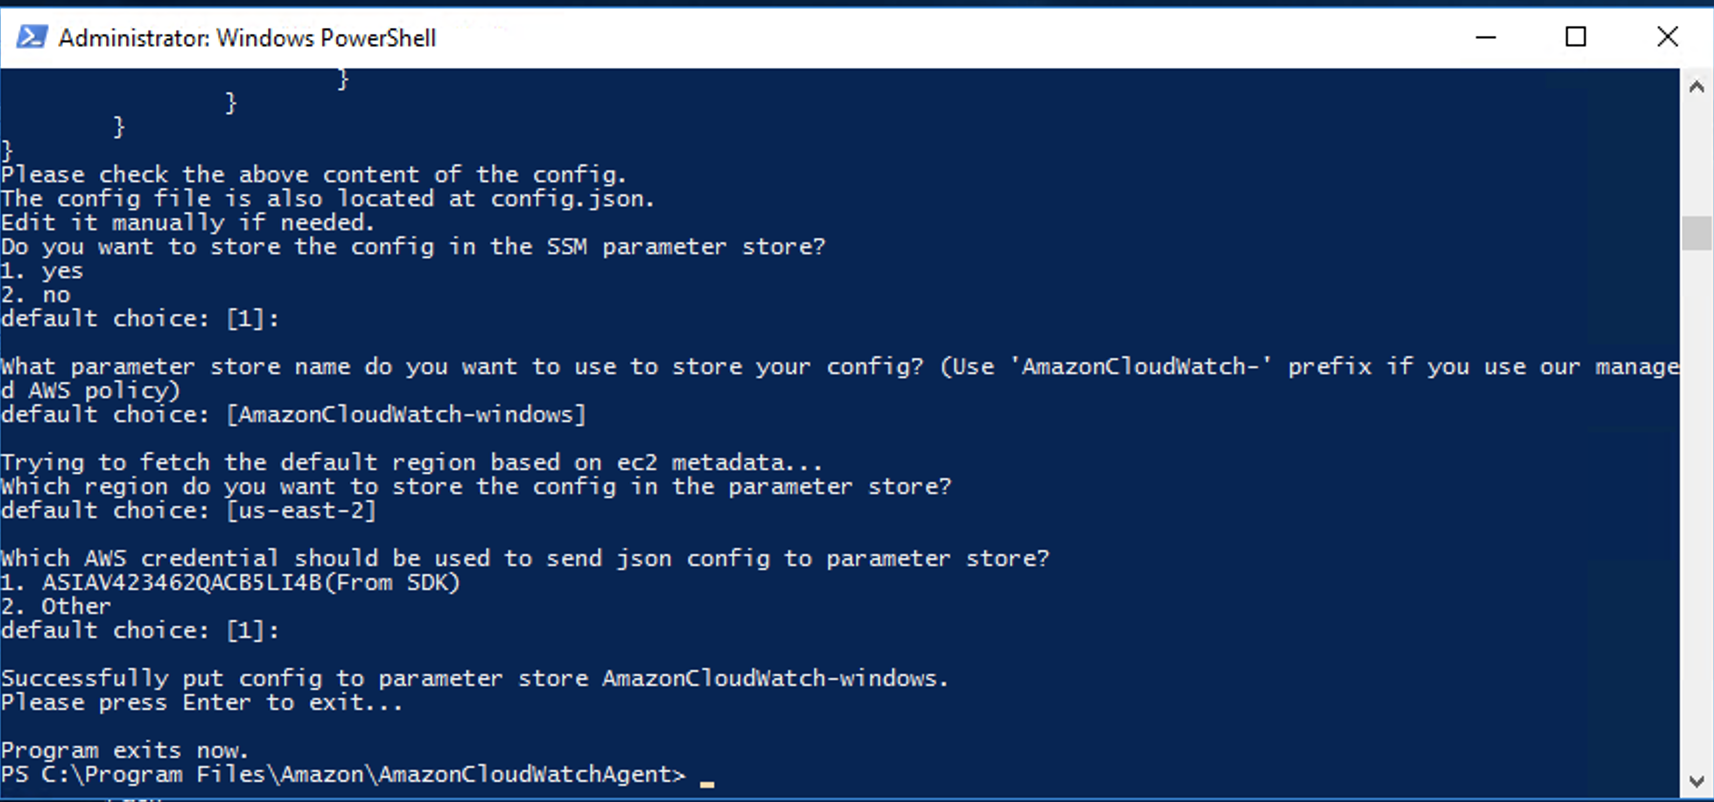 Administrator: Windows PowerShell
}
}
}
}
Please check the above content of the config.
The config file is also located at config.json.
Edit it manually if needed.
Do you want to store the config in the SSM parameter store?
1. yes
2. no
default choice: [1]:
What parameter store name do you want to use to store your config? (Use 'AmazonCloudWatch-' prefix if you use our manage
d AWS policy)
default choice: [AmazonCloudWatch-windows]
Trying to fetch the default region based on ec2 metadata...
Which region do you want to store the config in the parameter store?
default choice: [us-east-2]
Which AWS credential should be used to send json config to parameter store?
1. ASIAV423462QACB5LI4B(From SDK)
2. Other
default choice: [1]:
Successfully put config to parameter store AmazonCloudWatch-windows.
Please press Enter to exit...
Program exits now.
PS C:\Program Files\Amazon\AmazonCloudWatchAgent> _